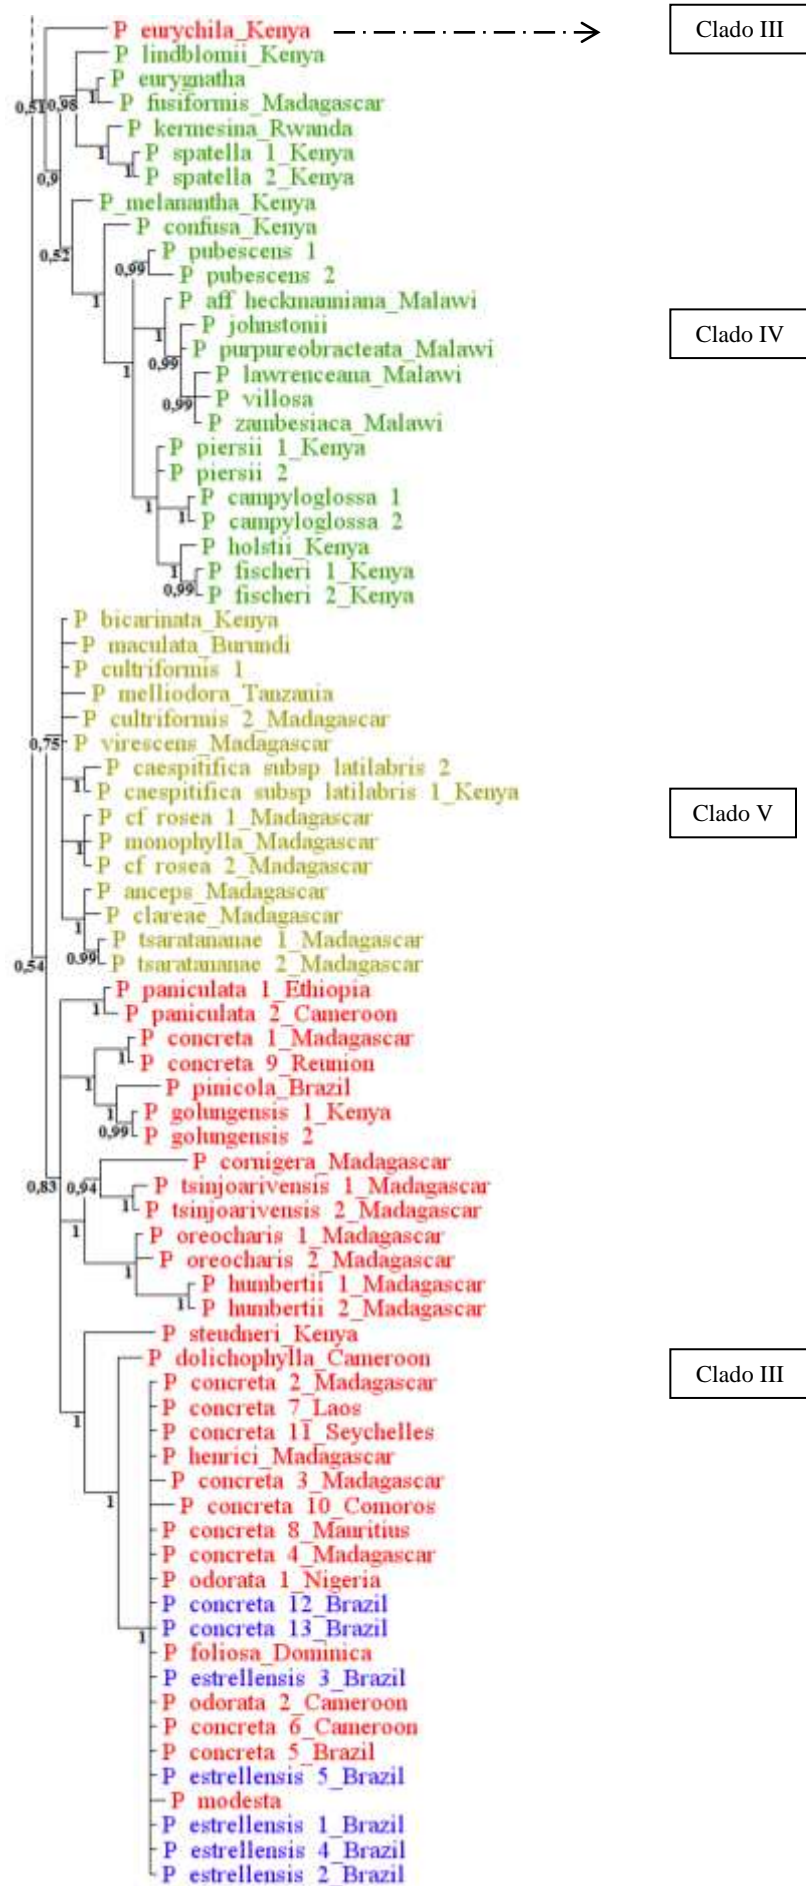 P eurychila_Kenya
Clado III
P lindblomii_Kenya
P eurygnatha
1
0,51
0,98
P fusiformis_Madagascar
P kermesina_Rwanda
1
P spatella 1_Kenya
1
P spatella 2_Kenya
0,9
P_melanantha_Kenya
P confusa_Kenya
0,52
P pubescens 1
0,99
P pubescens 2
1
P aff heckmanniana_Malawi
P johnstonii
Clado IV
1
P purpureobracteata_Malawi
0,99
1
P lawrenceana_Malawi
P villosa
0,99
P zambesiaca_Malawi
P piersii 1_Kenya
P piersii 2
P campyloglossa 1
1
1
P campyloglossa 2
P holstii_Kenya
1
P fischeri 1_Kenya
0,99
P fischeri 2_Kenya
P bicarinata_Kenya
P maculata_Burundi
P cultriformis 1
P melliodora_Tanzania
P cultriformis 2_Madagascar
0,75
P virescens_Madagascar
P caespitifica subsp latilabris 2
1
P caespitifica subsp latilabris 1_Kenya
P cf rosea 1_Madagascar
Clado V
P monophylla_Madagascar
1
P cf rosea 2_Madagascar
P anceps_Madagascar
P clareae_Madagascar
1
P tsaratananae 1_Madagascar
0.99
0,54
P tsaratananae 2_Madagascar
P paniculata 1_Ethiopia
1
P paniculata 2_Cameroon
P concreta 1_Madagascar
1
P concreta 9_Reunion
1
P pinicola_Brazil
1
P golungensis 1_Kenya
0,99
P golungensis 2
P cornigera_Madagascar
0,83
0,94
P tsinjoarivensis 1_Madagascar
1
P tsinjoarivensis 2_Madagascar
1
P oreocharis 1_Madagascar
P oreocharis 2_Madagascar
1
P humbertii 1_Madagascar
1
P humbertii 2_Madagascar
P steudneri_Kenya
P dolichophylla_Cameroon
Clado III
P concreta 2_Madagascar
P concreta 7_Laos
1
P concreta 11_Seychelles
P henrici_Madagascar
P concreta 3_Madagascar
1
P concreta 10_Comoros
P concreta 8_Mauritius
P concreta 4_Madagascar
P odorata 1_Nigeria
P concreta 12_Brazil
P concreta 13_Brazil
1
P foliosa_Dominica
P estrellensis 3_Brazil
P odorata 2_Cameroon
P concreta 6_Cameroon
P concreta 5_Brazil
P estrellensis 5_Brazil
P modesta
P estrellensis 1_Brazil
P estrellensis 4_Brazil
P estrellensis 2_Brazil